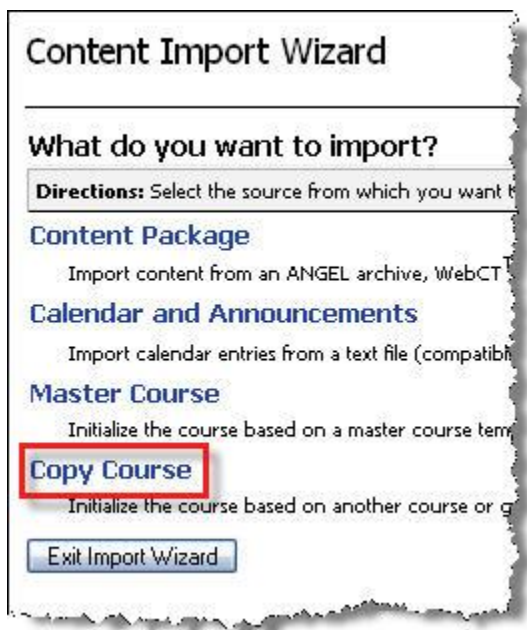 Content Import Wizard
What do you want to import?
Directions: Select the source from which you want
Content Package
Import content from an ANGEL archive, WebCT
Calendar and Announcements
Import calendar entries from a text file
Master Course
Initialize the course based on a master course
Copy Course
Initialize the course based on another course or
Exit Import Wizard